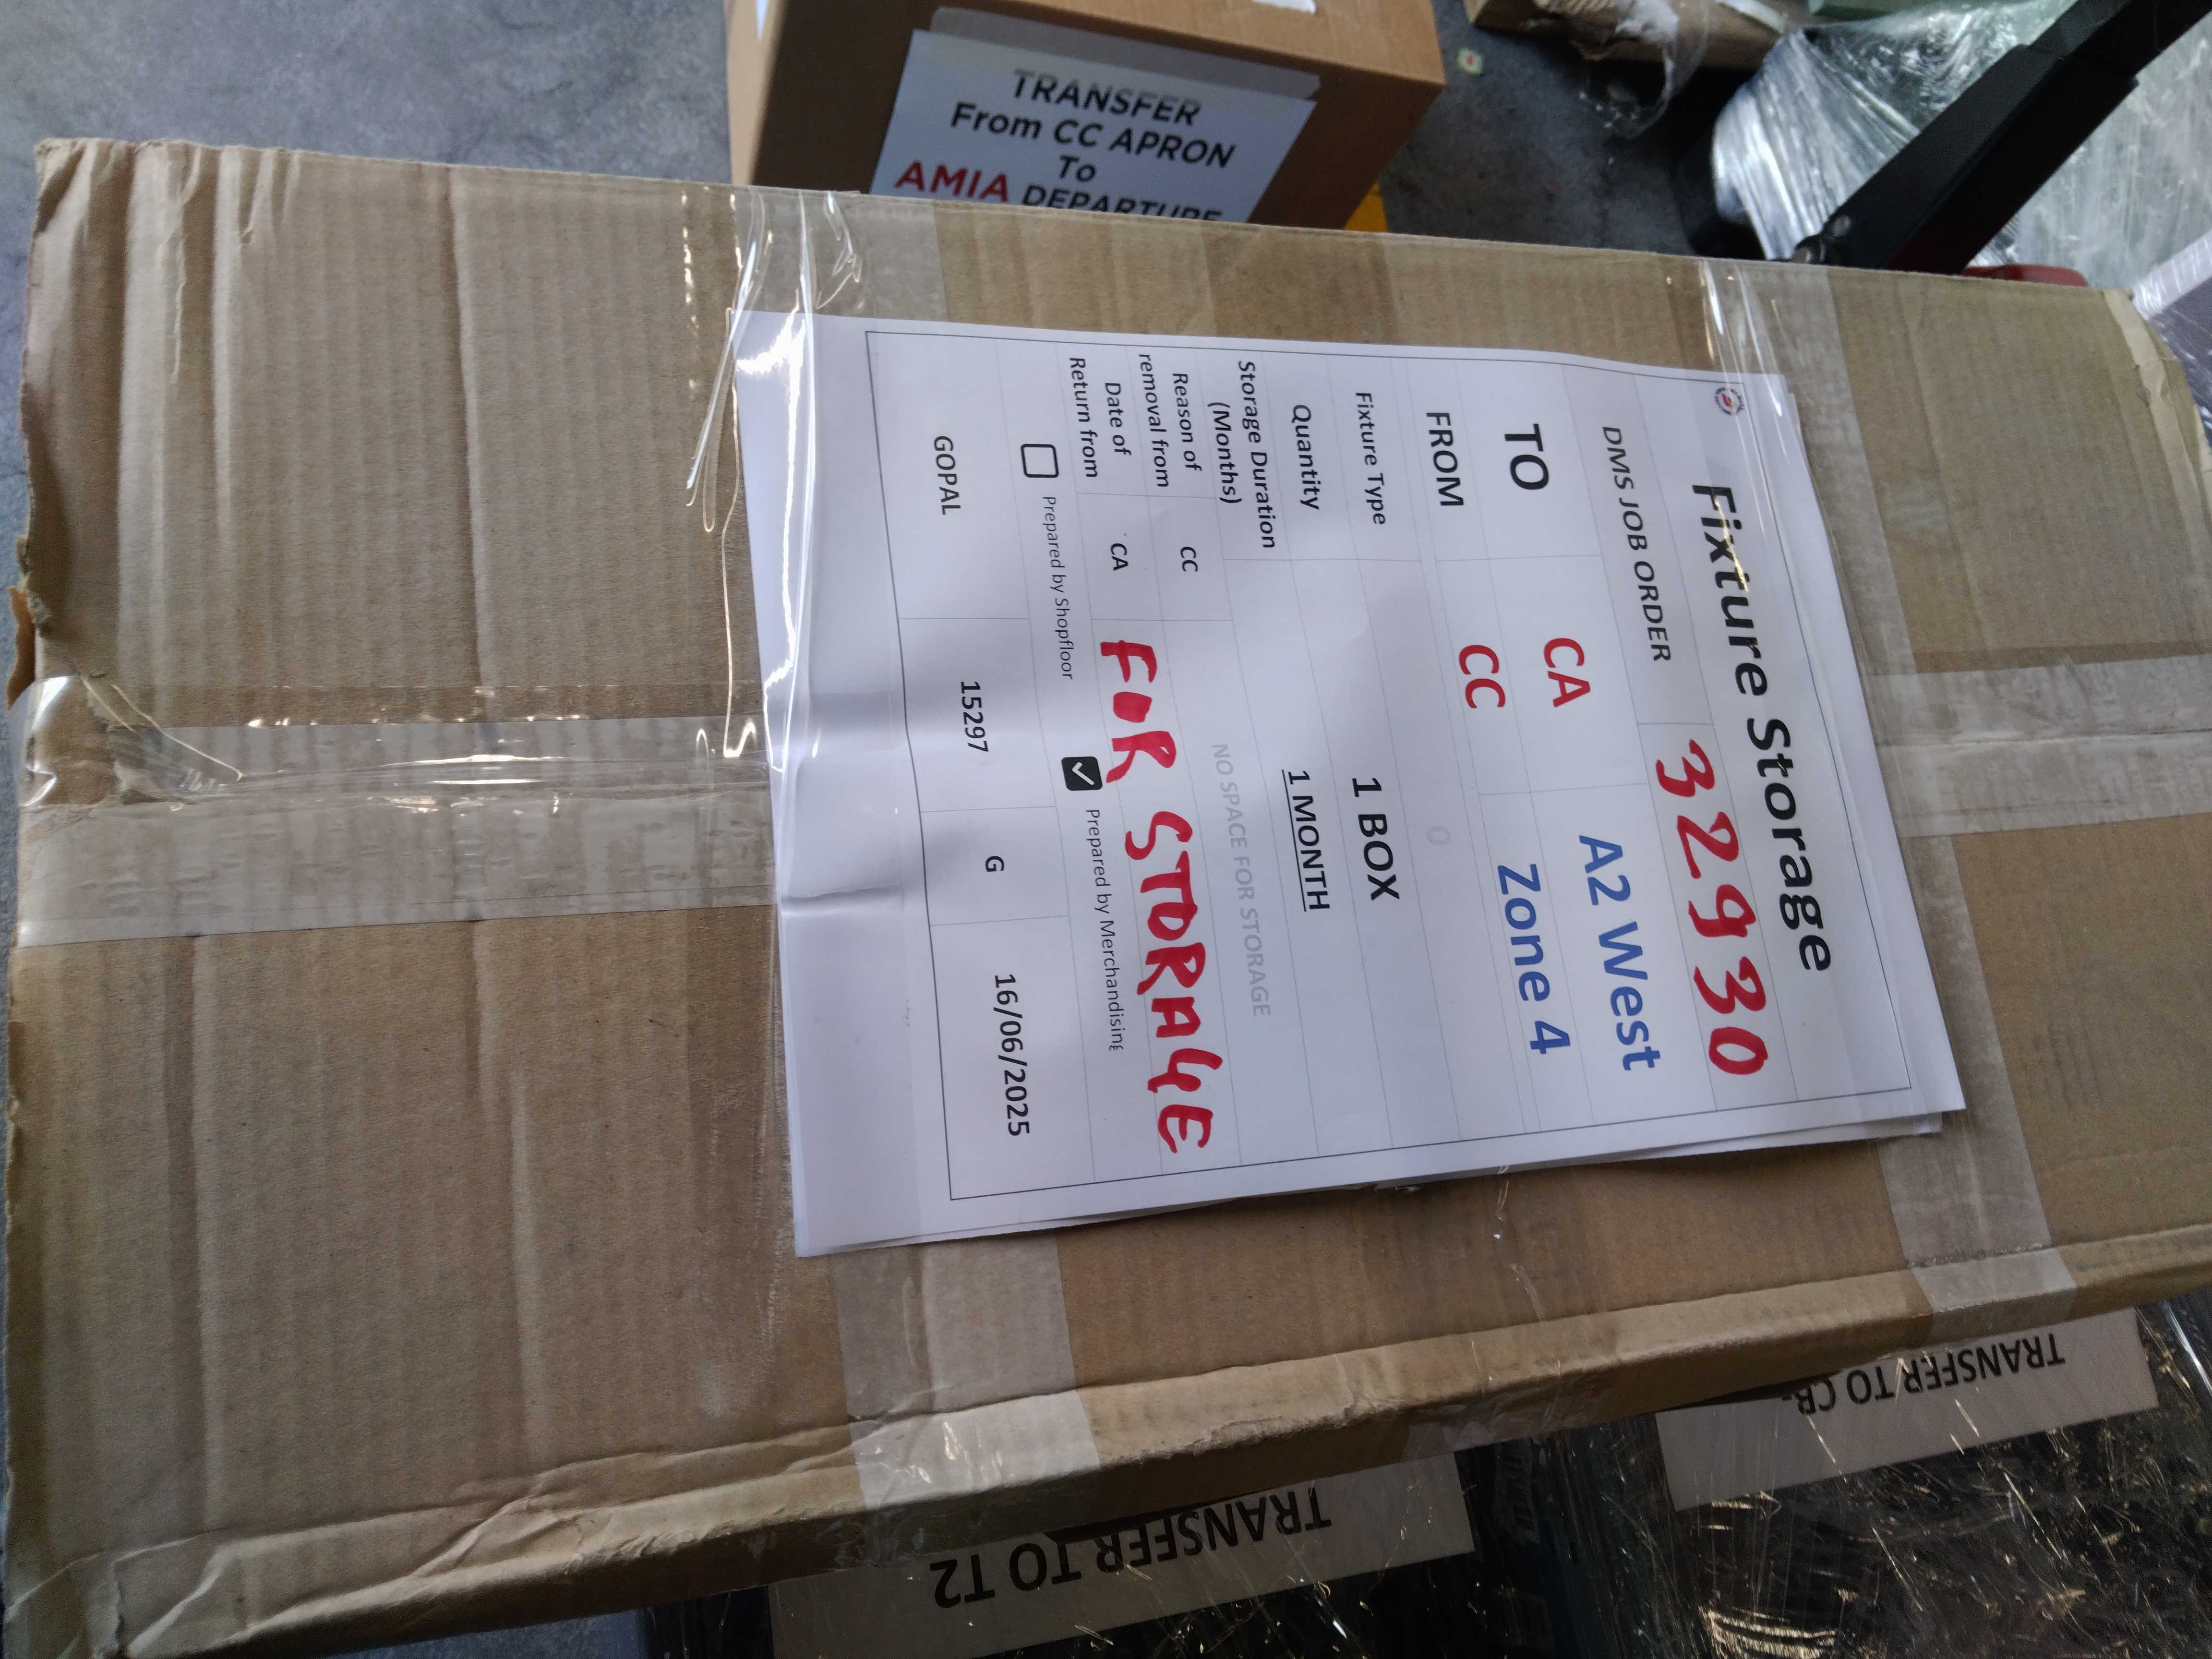 TRANSFER
From CC APRON
To
AMIA DEPARTURE
Fixture Storage
DMS JOB ORDER 32930
TO CA A2 West
FROM CC Zone 4
Fixture Type 0
Quantity 1 BOX
Storage Duration (Months) 1 MONTH
NO SPACE FOR STORAGE
Reason of removal from CC
Date of Return from CA
FOR STORAGE
Prepared by Shopfloor Prepared by Merchandising
GOPAL 15297 G 16/06/2025
TRANSFER TO T2
TRANSFER TO CB-